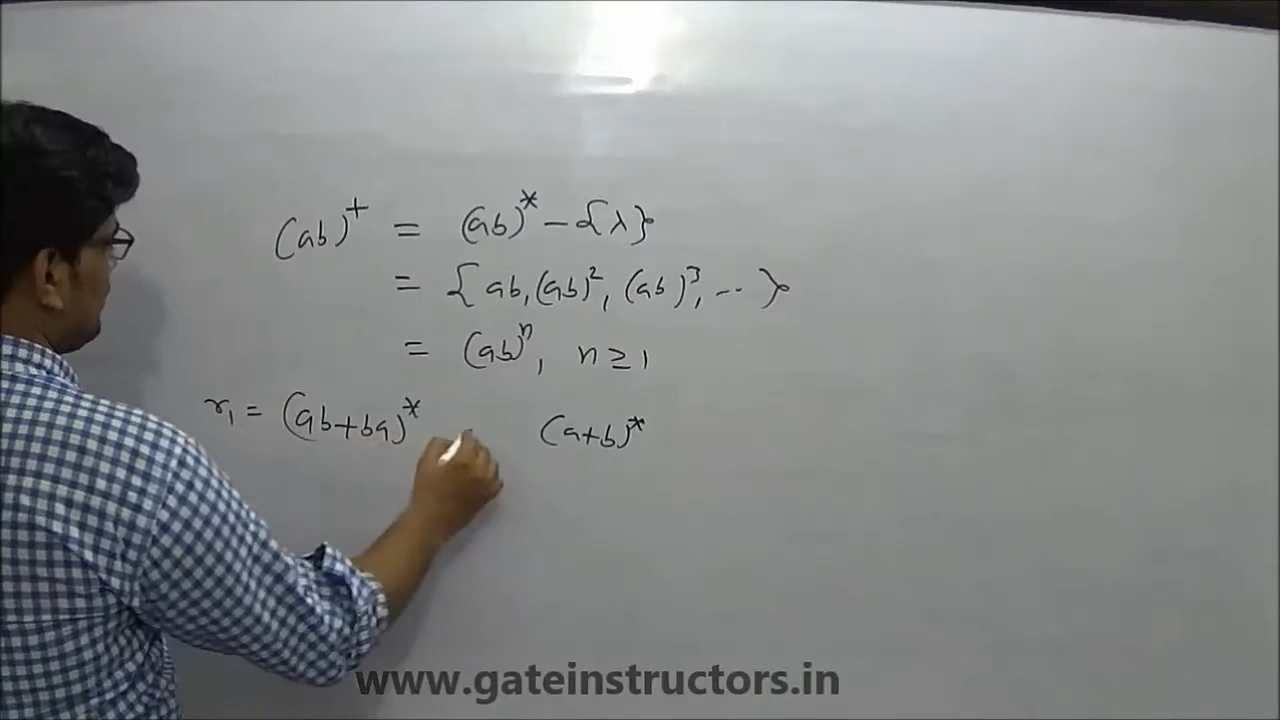 (ab)⁺ = (ab)* - {λ}
= {ab, (ab)², (ab)³, ... }
= (ab)ⁿ, n ≥ 1
r₁ = (ab+ba)* (a+b)*
www.gateinstructors.in